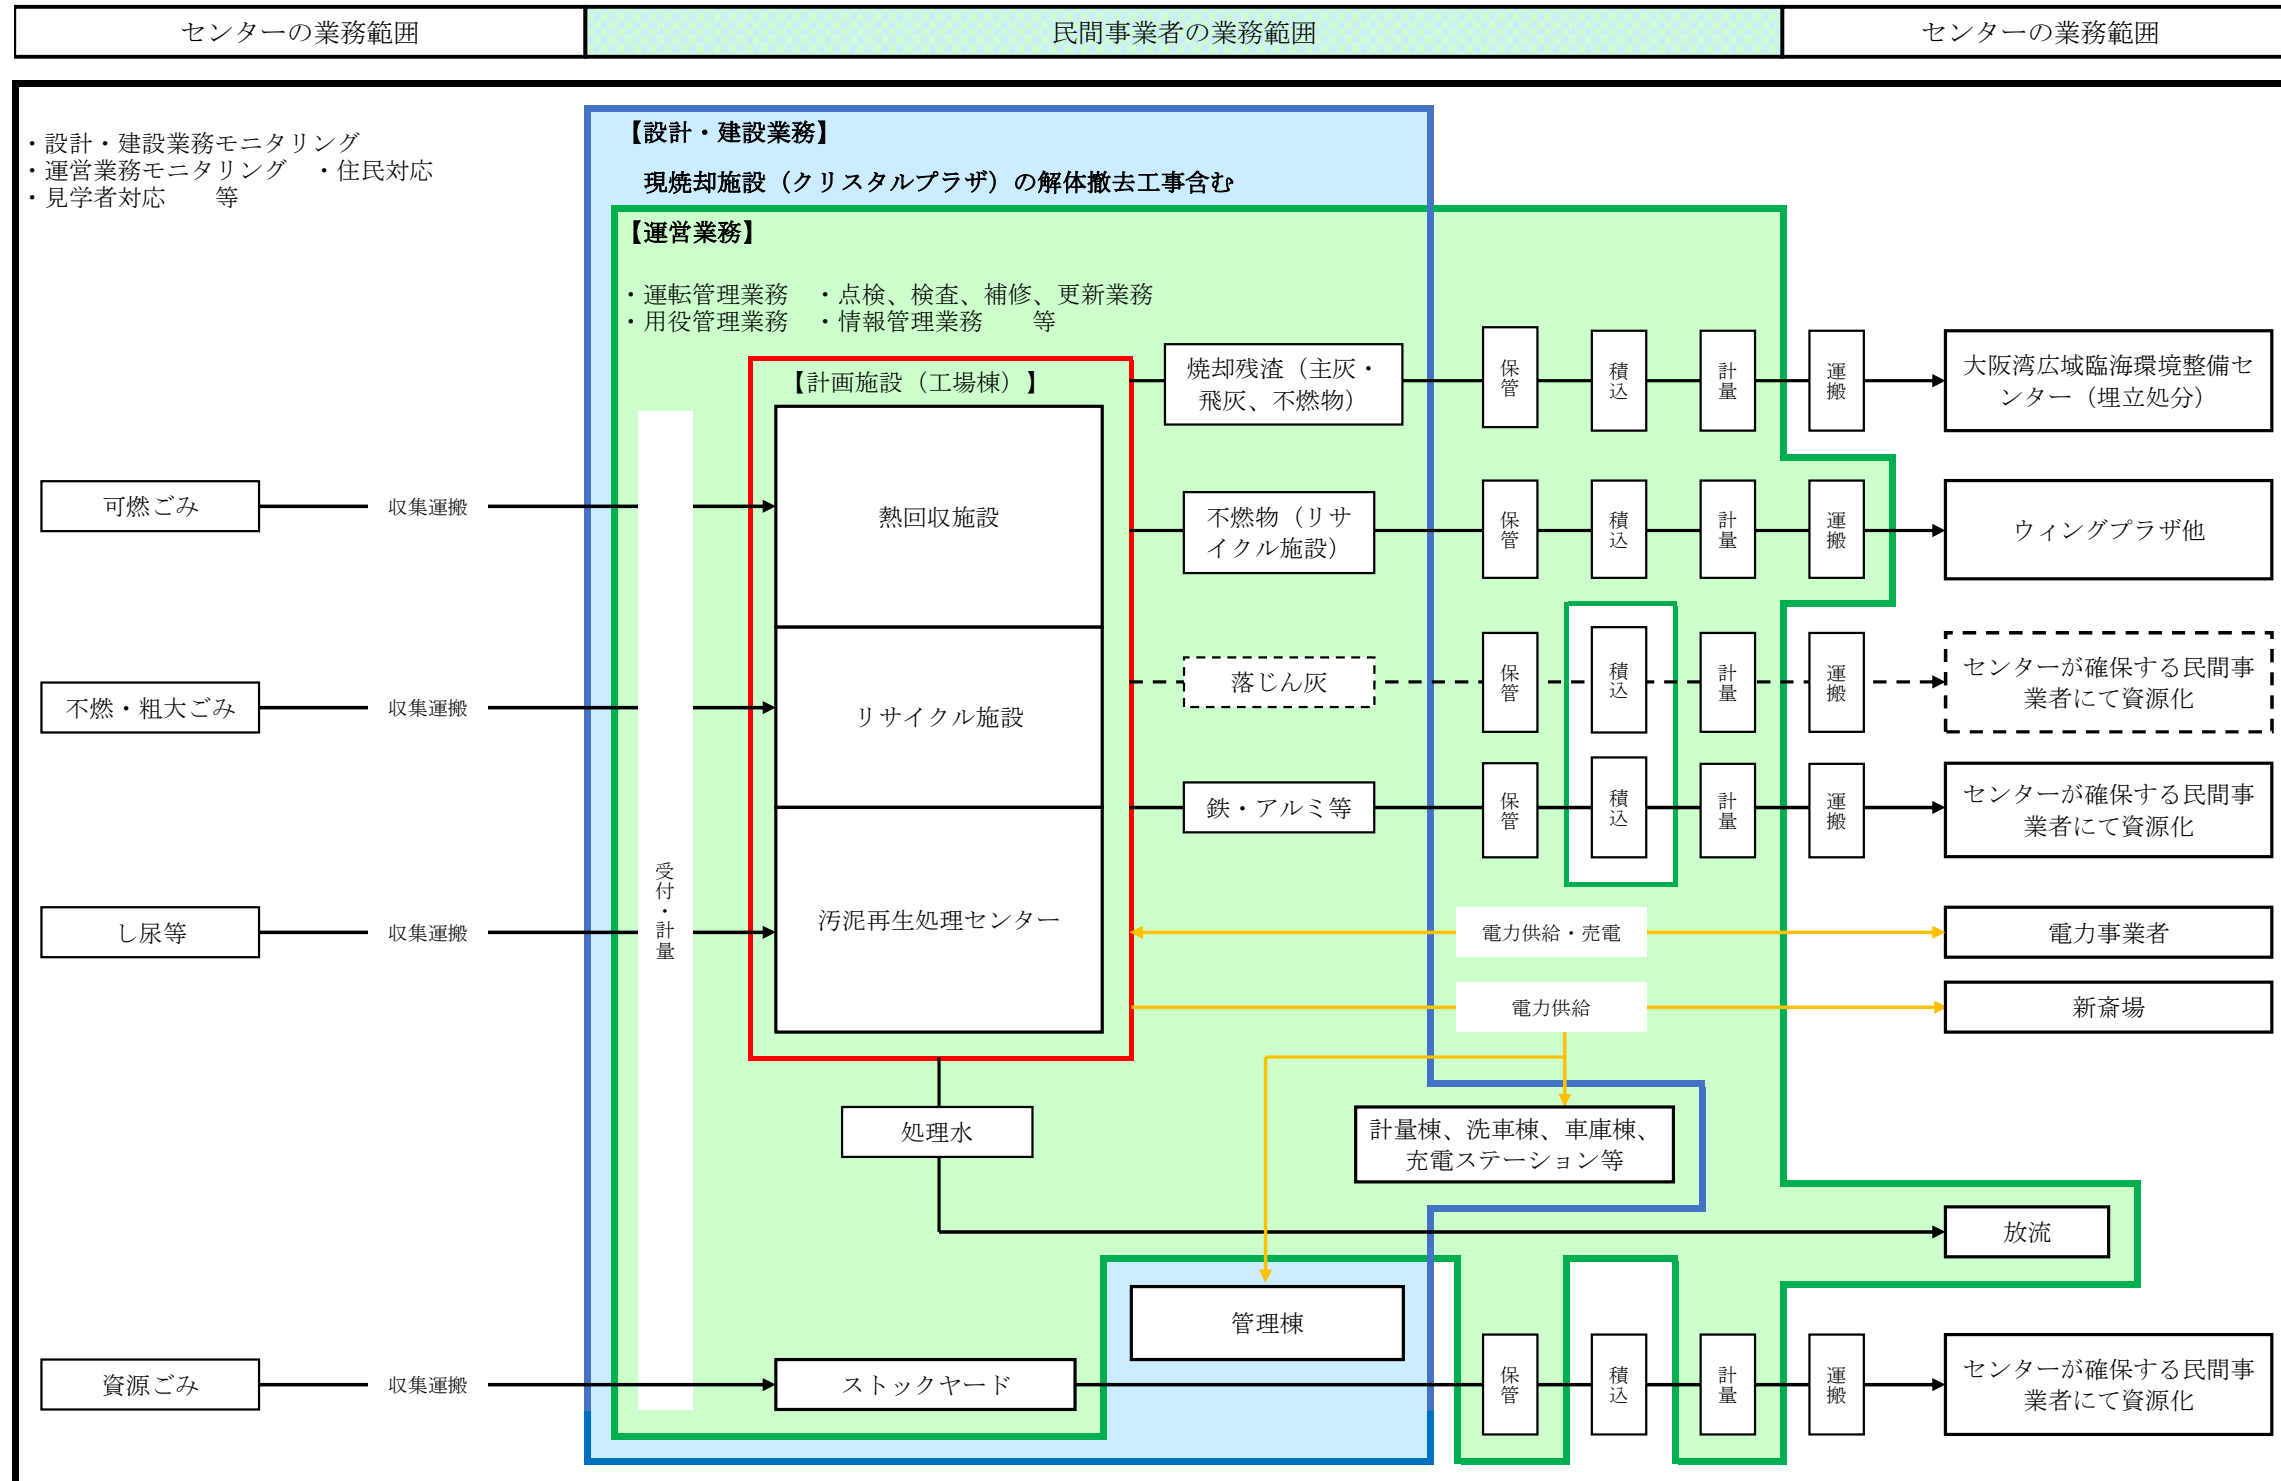 センターの業務範囲
民間事業者の業務範囲
センターの業務範囲
・設計・建設業務モニタリング
・運営業務モニタリング　・住民対応
・見学者対応　　等
【設計・建設業務】
現焼却施設（クリスタルプラザ）の解体撤去工事含む
【運営業務】
・運転管理業務　・点検、検査、補修、更新業務
・用役管理業務　・情報管理業務　　等
【計画施設（工場棟）】
焼却残渣（主灰・
飛灰、不燃物）
保管
積込
計量
運搬
大阪湾広域臨海環境整備セ
ンター（埋立処分）
可燃ごみ
収集運搬
熱回収施設
不燃物（リサ
イクル施設）
保管
積込
計量
運搬
ウィングプラザ他
不燃・粗大ごみ
収集運搬
リサイクル施設
落じん灰
保管
積込
計量
運搬
センターが確保する民間事
業者にて資源化
鉄・アルミ等
保管
積込
計量
運搬
センターが確保する民間事
業者にて資源化
受付・計量
し尿等
収集運搬
汚泥再生処理センター
電力供給・売電
電力事業者
電力供給
新斎場
処理水
計量棟、洗車棟、車庫棟、
充電ステーション等
放流
管理棟
資源ごみ
収集運搬
ストックヤード
保管
積込
計量
運搬
センターが確保する民間事
業者にて資源化